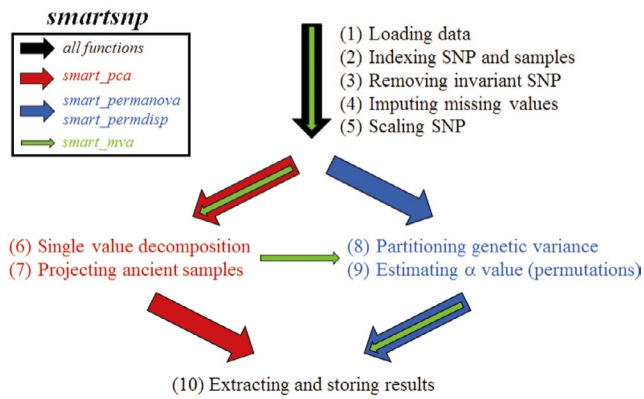 smartsnp
all functions
smart_pca
smart_permanova
smart_permdisp
smart_mva
(1) Loading data
(2) Indexing SNP and samples
(3) Removing invariant SNP
(4) Imputing missing values
(5) Scaling SNP
(6) Single value decomposition
(7) Projecting ancient samples
(8) Partitioning genetic variance
(9) Estimating α value (permutations)
(10) Extracting and storing results